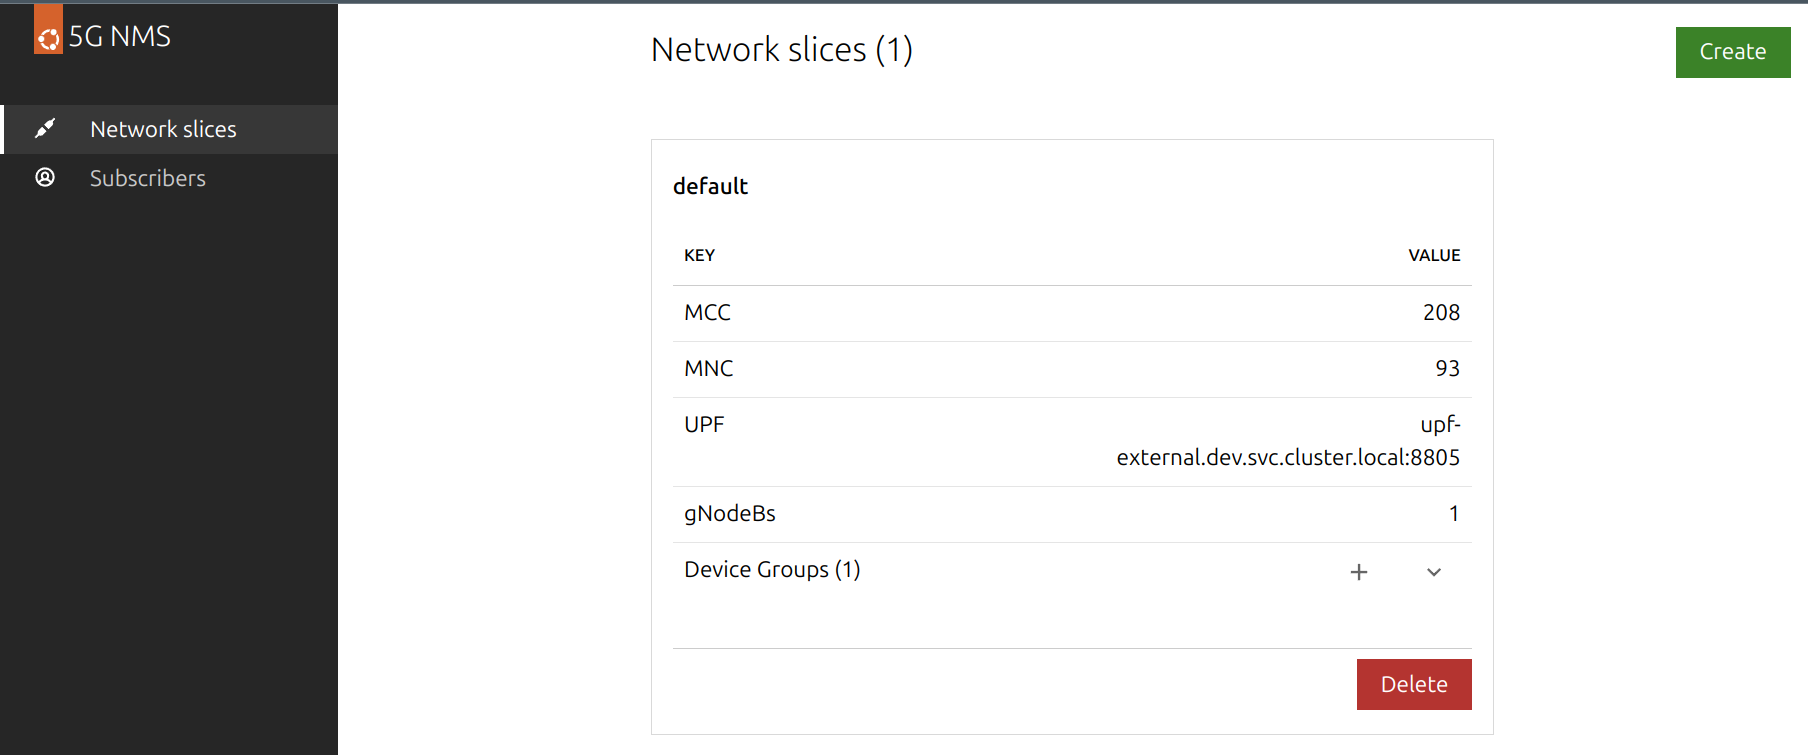 5G NMS
Network slices
Subscribers
Network slices (1)
Create
default
KEY VALUE
MCC 208
MNC 93
UPF upf-
external.dev.svc.cluster.local:8805
gNodeBs 1
Device Groups (1)
Delete